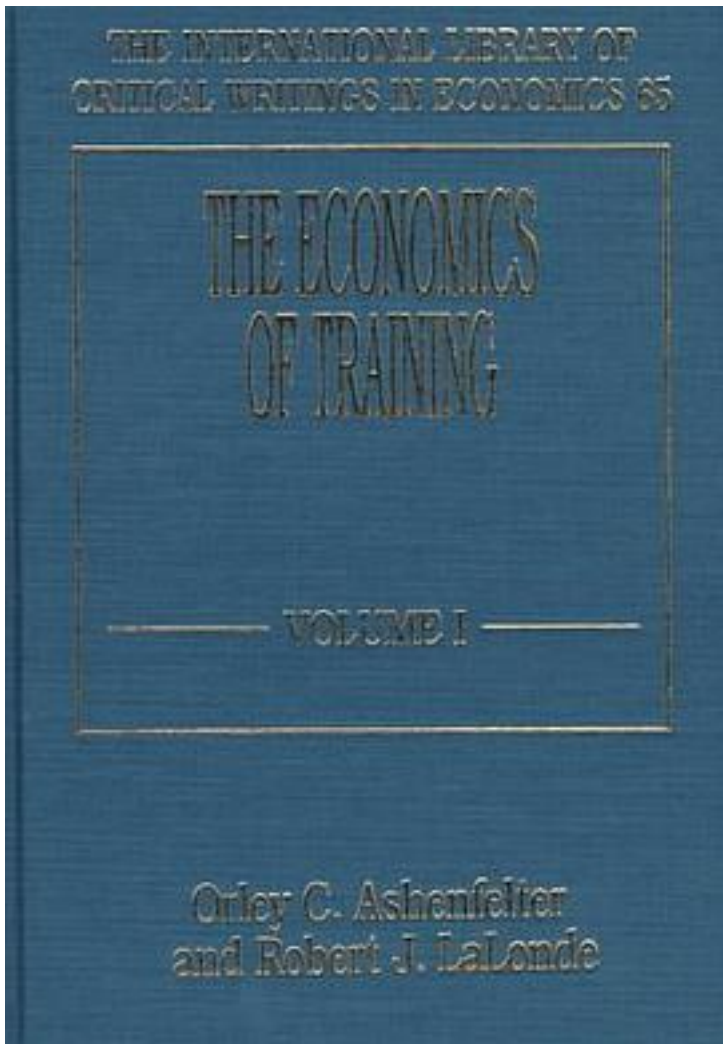 THE INTERNATIONAL LIBRARY OF
CRITICAL WRITINGS IN ECONOMICS 65
THE ECONOMICS
OF TRAINING
VOLUME I
Orley C. Ashenfelter
and Robert J. LaLonde